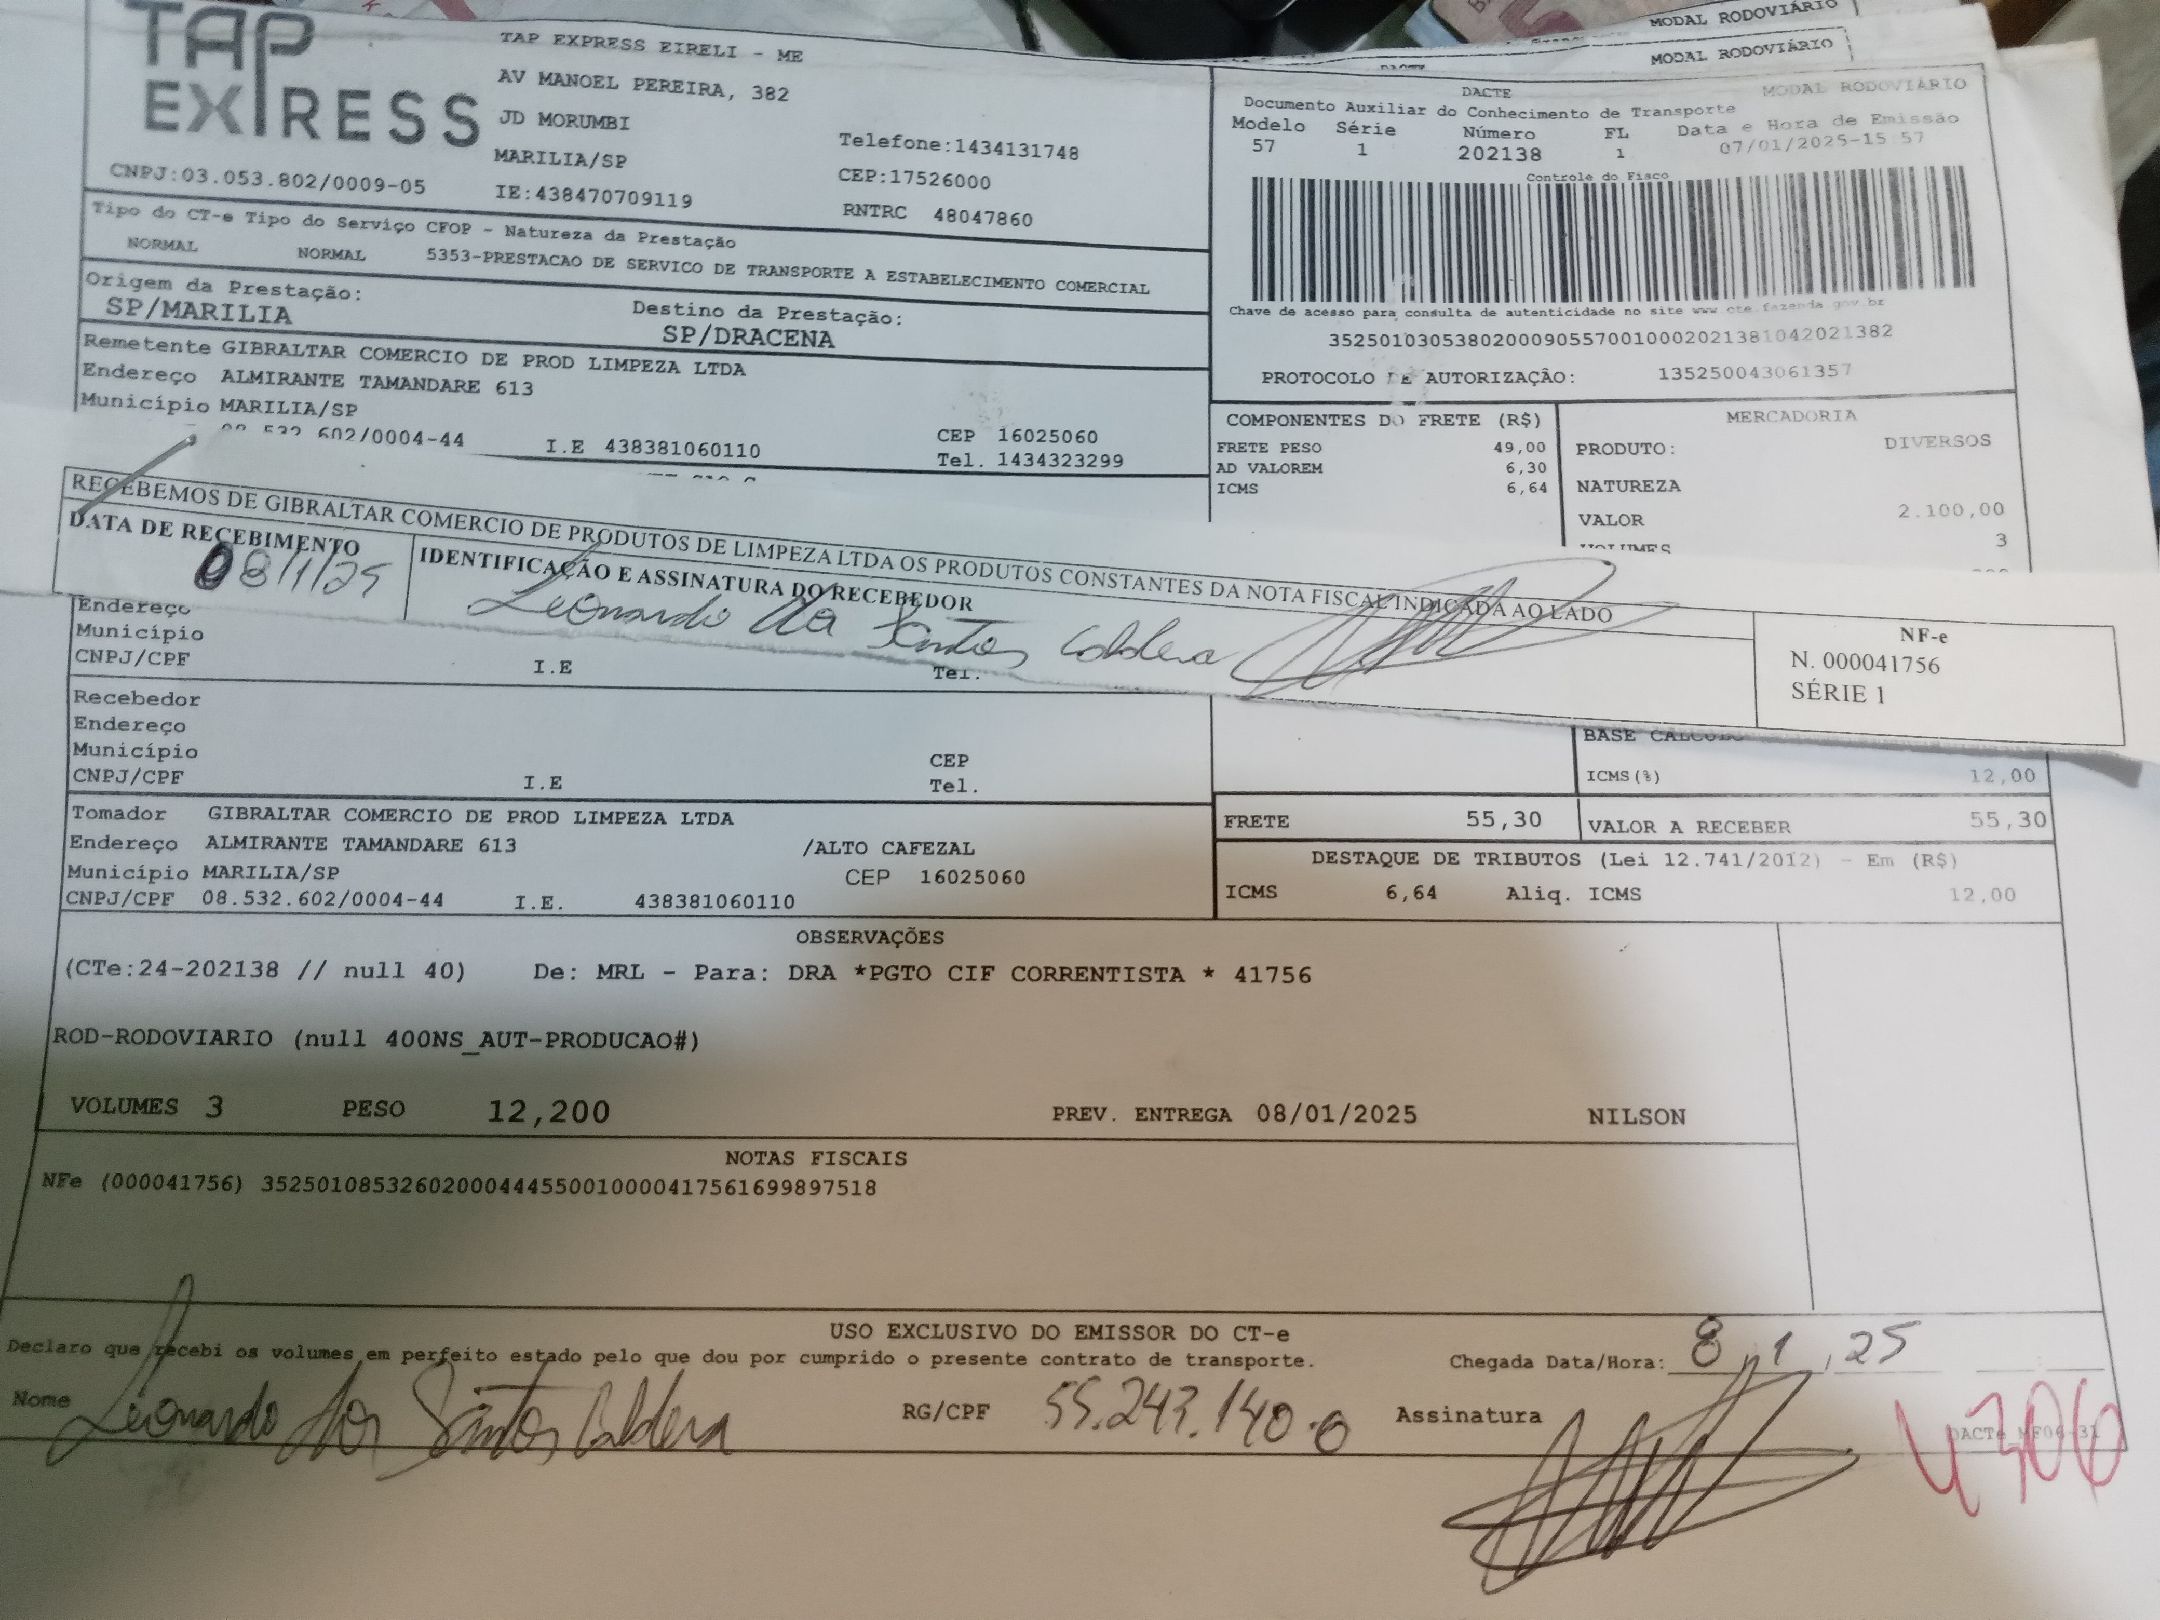 TAP EXPRESS
TAP EXPRESS EIRELI - ME
AV MANOEL PEREIRA, 382
JD MORUMBI
MARILIA/SP
Telefone:1434131748
CEP:17526000
CNPJ:03.053.802/0009-05
IE:438470709119
RNTRC 48047860
MODAL RODOVIÁRIO
MODAL RODOVIÁRIO
DACTE MODAL RODOVIÁRIO
Documento Auxiliar do Conhecimento de Transporte
Modelo Série Número FL Data e Hora de Emissão
57 1 202138 1 07/01/2025-15:57
Controle do Fisco
Chave de acesso para consulta de autenticidade no site www.cte.fazenda.gov.br
35250103053802000905570010002021381042021382
PROTOCOLO DE AUTORIZAÇÃO: 135250043061357
Tipo do CT-e Tipo do Serviço CFOP - Natureza da Prestação
NORMAL NORMAL 5353-PRESTACAO DE SERVICO DE TRANSPORTE A ESTABELECIMENTO COMERCIAL
Origem da Prestação: Destino da Prestação:
SP/MARILIA SP/DRACENA
Remetente GIBRALTAR COMERCIO DE PROD LIMPEZA LTDA
Endereço ALMIRANTE TAMANDARE 613
Município MARILIA/SP CEP 16025060
08.532.602/0004-44 I.E 438381060110 Tel. 1434323299
COMPONENTES DO FRETE (R$)
FRETE PESO 49,00
AD VALOREM 6,30
ICMS 6,64
MERCADORIA
PRODUTO: DIVERSOS
NATUREZA
VALOR 2.100,00
VOLUMES 3
RECEBEMOS DE GIBRALTAR COMERCIO DE PRODUTOS DE LIMPEZA LTDA OS PRODUTOS CONSTANTES DA NOTA FISCAL INDICADA AO LADO
DATA DE RECEBIMENTO IDENTIFICAÇÃO E ASSINATURA DO RECEBEDOR
08/1/25 Leonardo dos Santos Caldera
NF-e
N. 000041756
SÉRIE 1
Endereço
Município
CNPJ/CPF I.E Tel.
Recebedor
Endereço
Município CEP
CNPJ/CPF I.E Tel.
BASE CALCULO
ICMS(%) 12,00
Tomador GIBRALTAR COMERCIO DE PROD LIMPEZA LTDA
Endereço ALMIRANTE TAMANDARE 613 /ALTO CAFEZAL
Município MARILIA/SP CEP 16025060
CNPJ/CPF 08.532.602/0004-44 I.E. 438381060110
FRETE 55,30 VALOR A RECEBER 55,30
DESTAQUE DE TRIBUTOS (Lei 12.741/2012) - Em (R$)
ICMS 6,64 Aliq. ICMS 12,00
OBSERVAÇÕES
(CTe:24-202138 // null 40) De: MRL - Para: DRA *PGTO CIF CORRENTISTA * 41756
ROD-RODOVIARIO (null 400NS_AUT-PRODUCAO#)
VOLUMES 3 PESO 12,200 PREV. ENTREGA 08/01/2025 NILSON
NOTAS FISCAIS
NFe (000041756) 35250108532602000444550010000417561699897518
USO EXCLUSIVO DO EMISSOR DO CT-e
Declaro que recebi os volumes em perfeito estado pelo que dou por cumprido o presente contrato de transporte. Chegada Data/Hora: 8/1/25
Nome Leonardo dos Santos Caldera RG/CPF 55.243.140-0 Assinatura
DACTe MF06-31